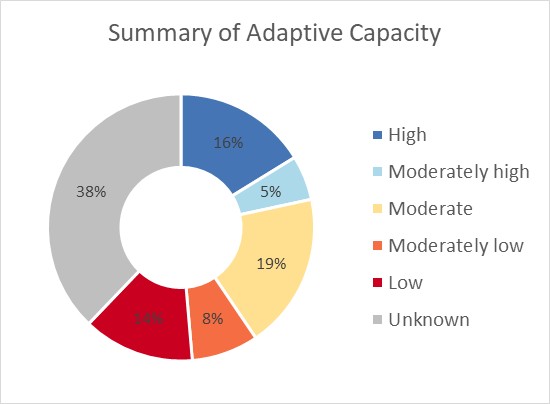 Summary of Adaptive Capacity
16%
5%
19%
8%
14%
38%
High
Moderately high
Moderate
Moderately low
Low
Unknown